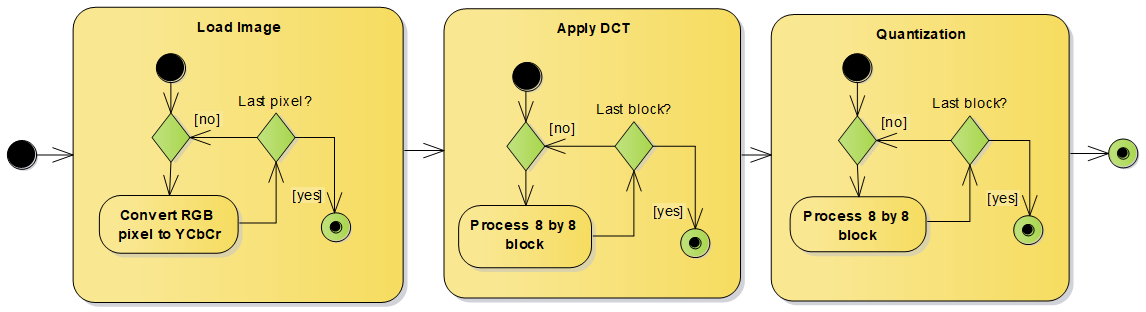 Load Image
Last pixel?
[no]
[yes]
Convert RGB
pixel to YCbCr
Apply DCT
Last block?
[no]
[yes]
Process 8 by 8
block
Quantization
Last block?
[no]
[yes]
Process 8 by 8
block